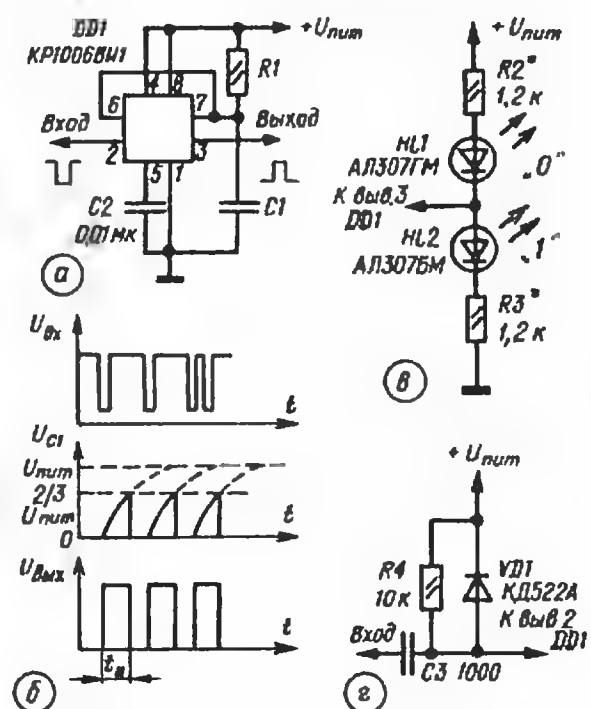 DD1
КР1006ВИ1
+Uпит
R1
4
8
6
7
Вход
Выход
2
3
5
1
C2
0,01мк
C1
а
+Uпит
R2*
1,2 к
HL1
АЛ307ГМ
„0"
К выв.3
DD1
HL2
АЛ307БМ
„1"
R3*
1,2 к
в
Uвх
t
UC1
Uпит
2/3
Uпит
0
t
Uвых
tи
t
б
+Uпит
R4
10к
VD1
КД522А
К выв 2
DD1
Вход
C3 1000
г